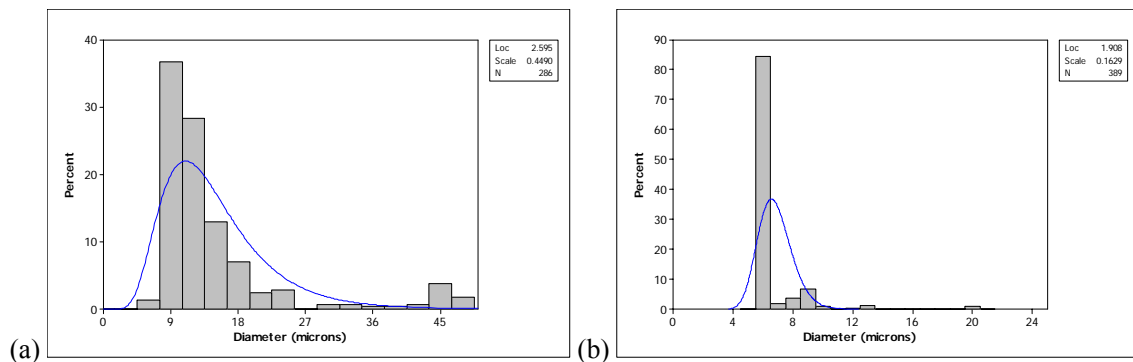 40
30
20
10
0
Percent
0 9 18 27 36 45
Diameter (microns)
Loc 2.595
Scale 0.4490
N 286
(a)
90
80
70
60
50
40
30
20
10
0
Percent
0 4 8 12 16 20 24
Diameter (microns)
Loc 1.908
Scale 0.1629
N 389
(b)